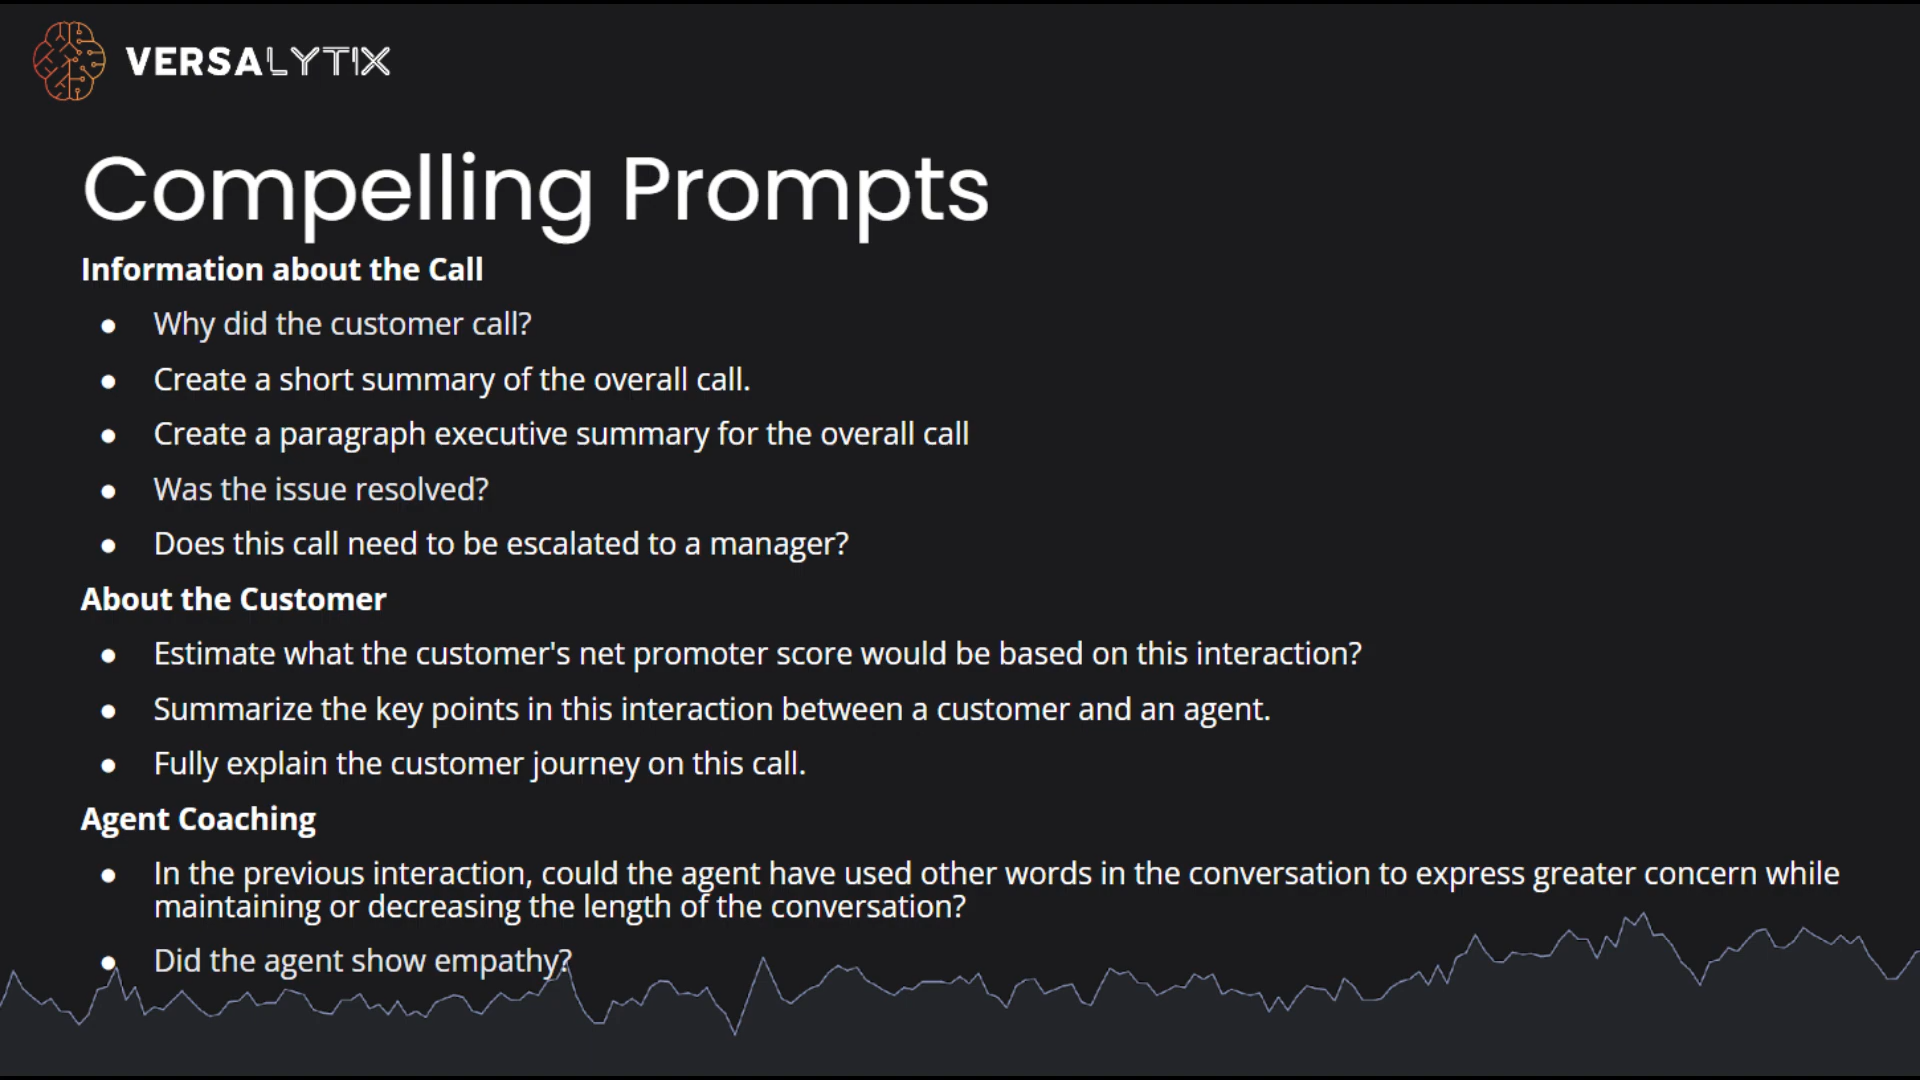 VERSALYTIX
Compelling Prompts
Information about the Call
● Why did the customer call?
● Create a short summary of the overall call.
● Create a paragraph executive summary for the overall call
● Was the issue resolved?
● Does this call need to be escalated to a manager?
About the Customer
● Estimate what the customer's net promoter score would be based on this interaction?
● Summarize the key points in this interaction between a customer and an agent.
● Fully explain the customer journey on this call.
Agent Coaching
● In the previous interaction, could the agent have used other words in the conversation to express greater concern while
maintaining or decreasing the length of the conversation?
● Did the agent show empathy?